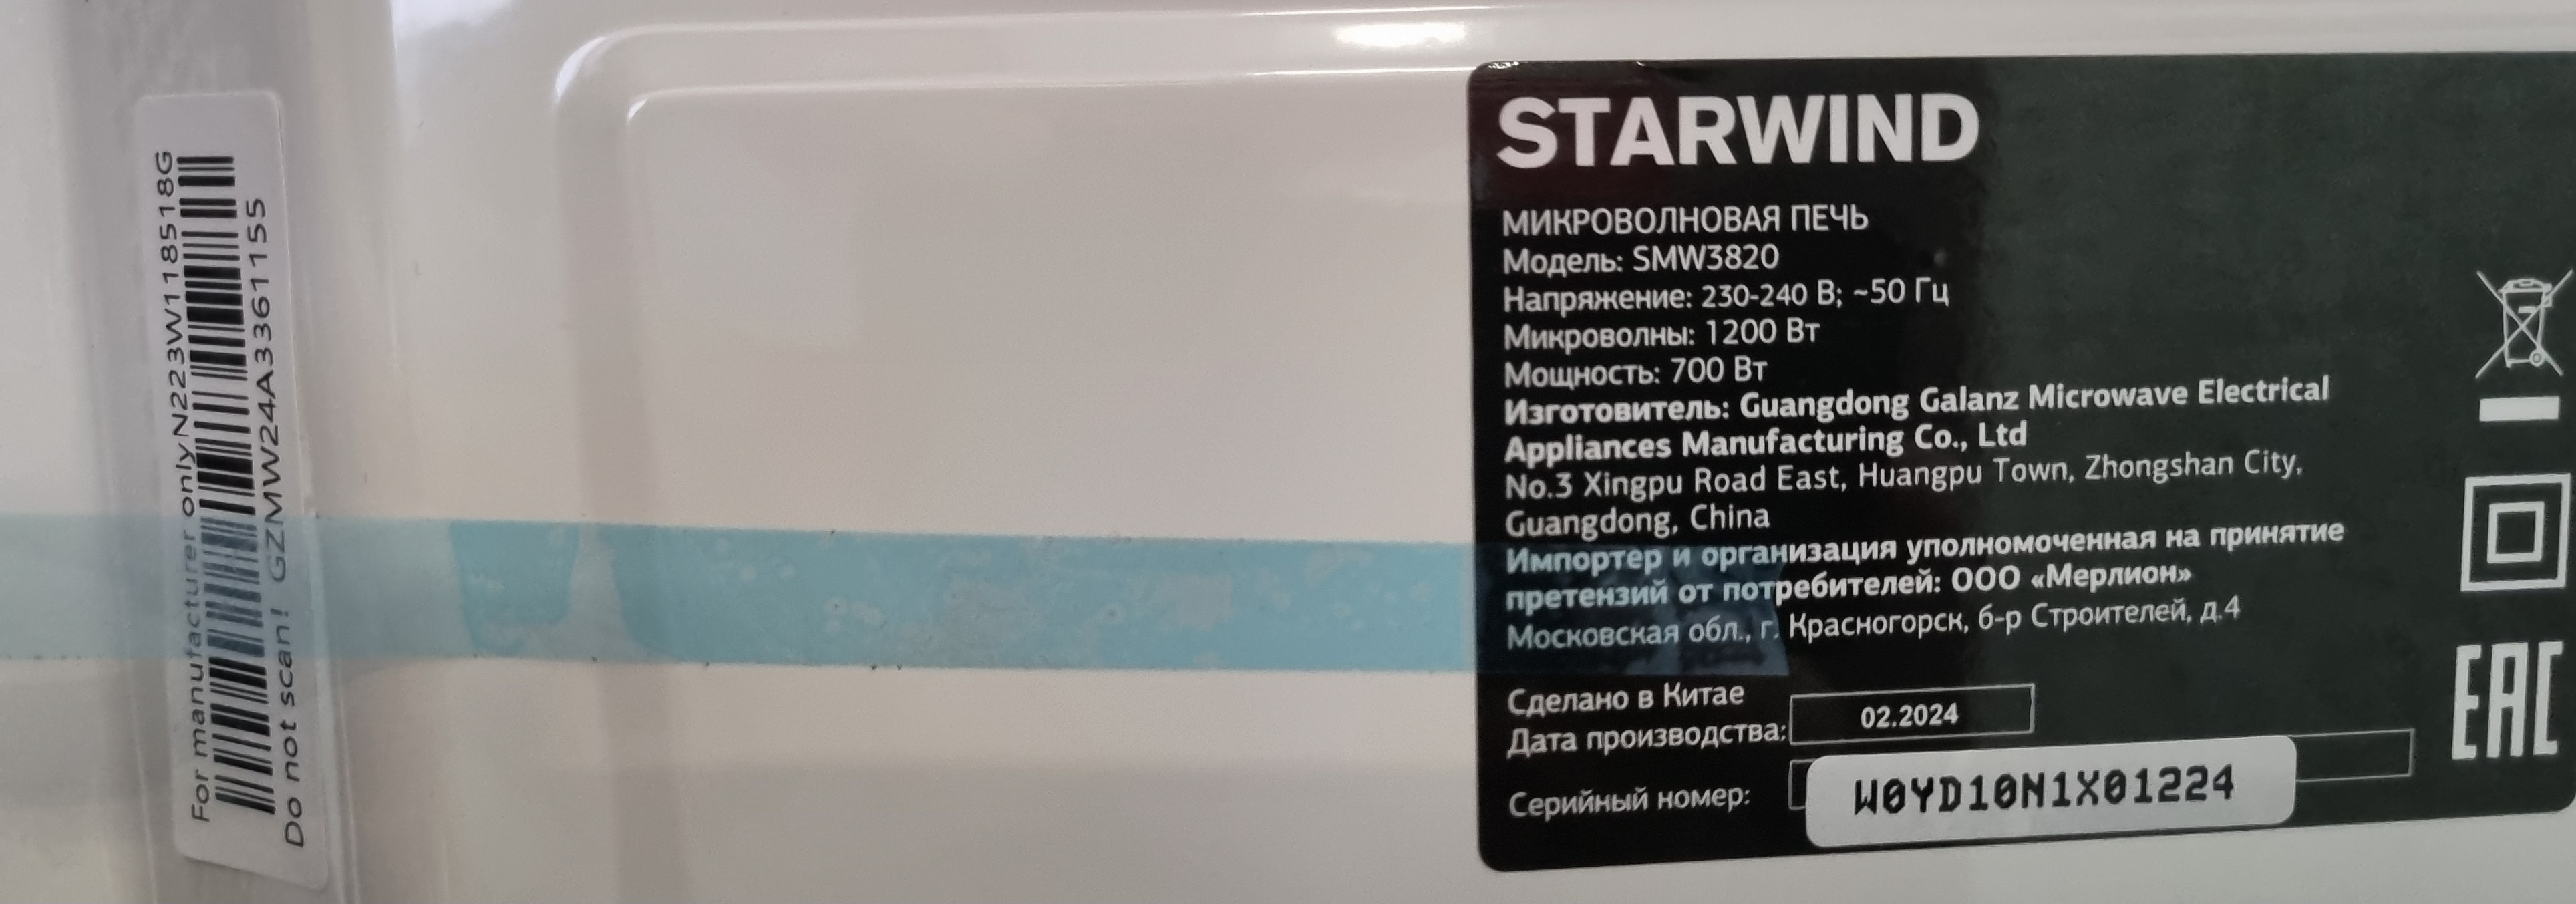 For manufacturer only N223W118518G
Do not scan! GZMWW24A3361155
STARWIND
МИКРОВОЛНОВАЯ ПЕЧЬ
Модель: SMW3820
Напряжение: 230-240 В; ~50 Гц
Микроволны: 1200 Вт
Мощность: 700 Вт
Изготовитель: Guangdong Galanz Microwave Electrical
Appliances Manufacturing Co., Ltd
No.3 Xingpu Road East, Huangpu Town, Zhongshan City,
Guangdong, China
Импортер и организация уполномоченная на принятие
претензий от потребителей: ООО «Мерлион»
Московская обл., г. Красногорск, б-р Строителей, д.4
Сделано в Китае
Дата производства: 02.2024
Серийный номер: W0YD10N1X01224
EAC